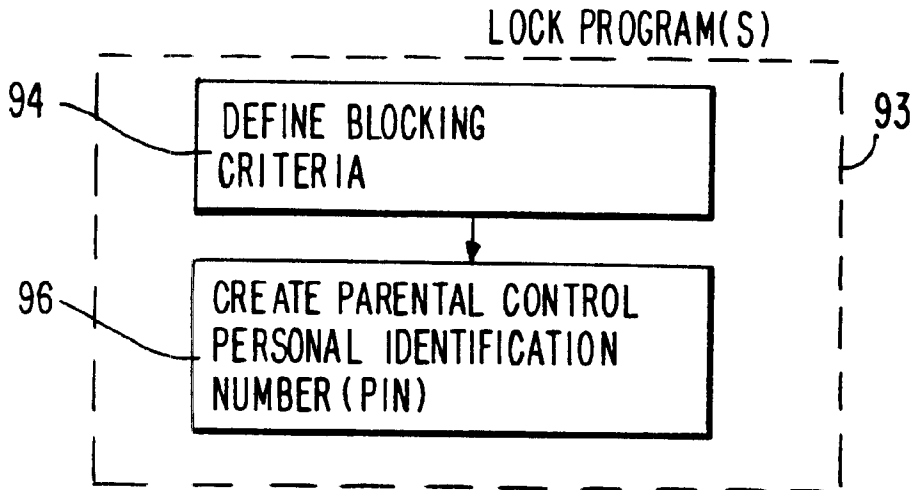 LOCK PROGRAM(S)
94
DEFINE BLOCKING
CRITERIA
93
96
CREATE PARENTAL CONTROL
PERSONAL IDENTIFICATION
NUMBER (PIN)